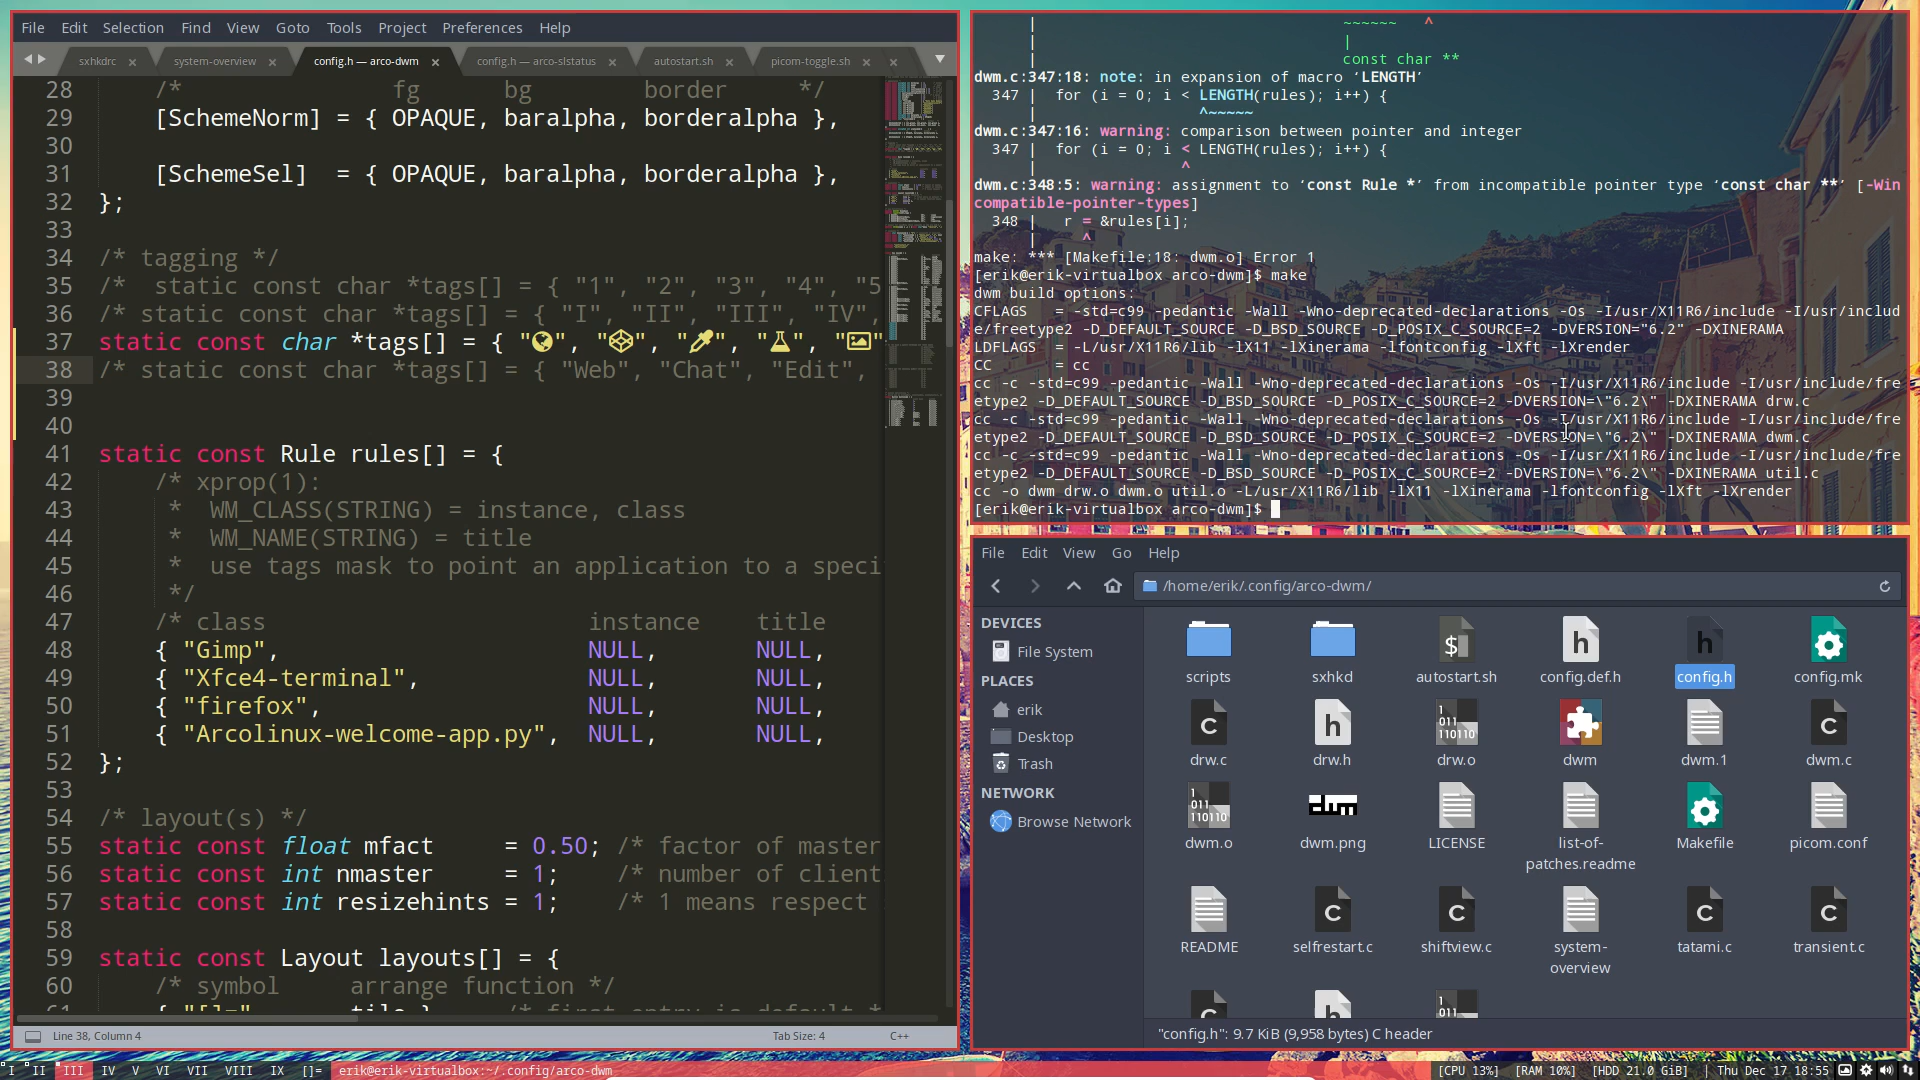 File Edit Selection Find View Goto Tools Project Preferences Help
sxhkdrc × system-overview × config.h — arco-dwm × config.h — arco-slstatus × autostart.sh × picom-toggle.sh × ×
28 /* fg bg border */
29 [SchemeNorm] = { OPAQUE, baralpha, borderalpha },
30
31 [SchemeSel] = { OPAQUE, baralpha, borderalpha },
32 };
33
34 /* tagging */
35 /* static const char *tags[] = { "1", "2", "3", "4", "5
36 /* static const char *tags[] = { "I", "II", "III", "IV",
37 static const char *tags[] = { "", "", "", "", "
38 /* static const char *tags[] = { "Web", "Chat", "Edit",
39
40
41 static const Rule rules[] = {
42 /* xprop(1):
43 * WM_CLASS(STRING) = instance, class
44 * WM_NAME(STRING) = title
45 * use tags mask to point an application to a speci
46 */
47 /* class instance title
48 { "Gimp", NULL, NULL,
49 { "Xfce4-terminal", NULL, NULL,
50 { "firefox", NULL, NULL,
51 { "Arcolinux-welcome-app.py", NULL, NULL,
52 };
53
54 /* layout(s) */
55 static const float mfact = 0.50; /* factor of master
56 static const int nmaster = 1; /* number of client
57 static const int resizehints = 1; /* 1 means respect
58
59 static const Layout layouts[] = {
60 /* symbol arrange function */
Line 38, Column 4 Tab Size: 4 C++
| ~~~~~~ ^
| |
| const char **
dwm.c:347:18: note: in expansion of macro ‘LENGTH’
347 | for (i = 0; i < LENGTH(rules); i++) {
| ^~~~~~
dwm.c:347:16: warning: comparison between pointer and integer
347 | for (i = 0; i < LENGTH(rules); i++) {
| ^
dwm.c:348:5: warning: assignment to ‘const Rule *’ from incompatible pointer type ‘const char **’ [-Win
compatible-pointer-types]
348 | r = &rules[i];
| ^
make: *** [Makefile:18: dwm.o] Error 1
[erik@erik-virtualbox arco-dwm]$ make
dwm build options:
CFLAGS = -std=c99 -pedantic -Wall -Wno-deprecated-declarations -Os -I/usr/X11R6/include -I/usr/includ
e/freetype2 -D_DEFAULT_SOURCE -D_BSD_SOURCE -D_POSIX_C_SOURCE=2 -DVERSION="6.2" -DXINERAMA
LDFLAGS = -L/usr/X11R6/lib -lX11 -lXinerama -lfontconfig -lXft -lXrender
CC = cc
cc -c -std=c99 -pedantic -Wall -Wno-deprecated-declarations -Os -I/usr/X11R6/include -I/usr/include/fre
etype2 -D_DEFAULT_SOURCE -D_BSD_SOURCE -D_POSIX_C_SOURCE=2 -DVERSION=\"6.2\" -DXINERAMA drw.c
cc -c -std=c99 -pedantic -Wall -Wno-deprecated-declarations -Os -I/usr/X11R6/include -I/usr/include/fre
etype2 -D_DEFAULT_SOURCE -D_BSD_SOURCE -D_POSIX_C_SOURCE=2 -DVERSION=\"6.2\" -DXINERAMA dwm.c
cc -c -std=c99 -pedantic -Wall -Wno-deprecated-declarations -Os -I/usr/X11R6/include -I/usr/include/fre
etype2 -D_DEFAULT_SOURCE -D_BSD_SOURCE -D_POSIX_C_SOURCE=2 -DVERSION=\"6.2\" -DXINERAMA util.c
cc -o dwm drw.o dwm.o util.o -L/usr/X11R6/lib -lX11 -lXinerama -lfontconfig -lXft -lXrender
[erik@erik-virtualbox arco-dwm]$
File Edit View Go Help
/home/erik/.config/arco-dwm/
DEVICES
File System
PLACES
erik
Desktop
Trash
NETWORK
Browse Network
scripts sxhkd autostart.sh config.def.h config.h config.mk
drw.c drw.h drw.o dwm dwm.1 dwm.c
dwm.o dwm.png LICENSE list-of-patches.readme Makefile picom.conf
README selfrestart.c shiftview.c system-overview tatami.c transient.c
"config.h": 9.7 KiB (9,958 bytes) C header
I II III IV V VI VII VIII IX []= erik@erik-virtualbox:~/.config/arco-dwm [CPU 13%] [RAM 10%] [HDD 21.0 GiB] | Thu Dec 17 18:55